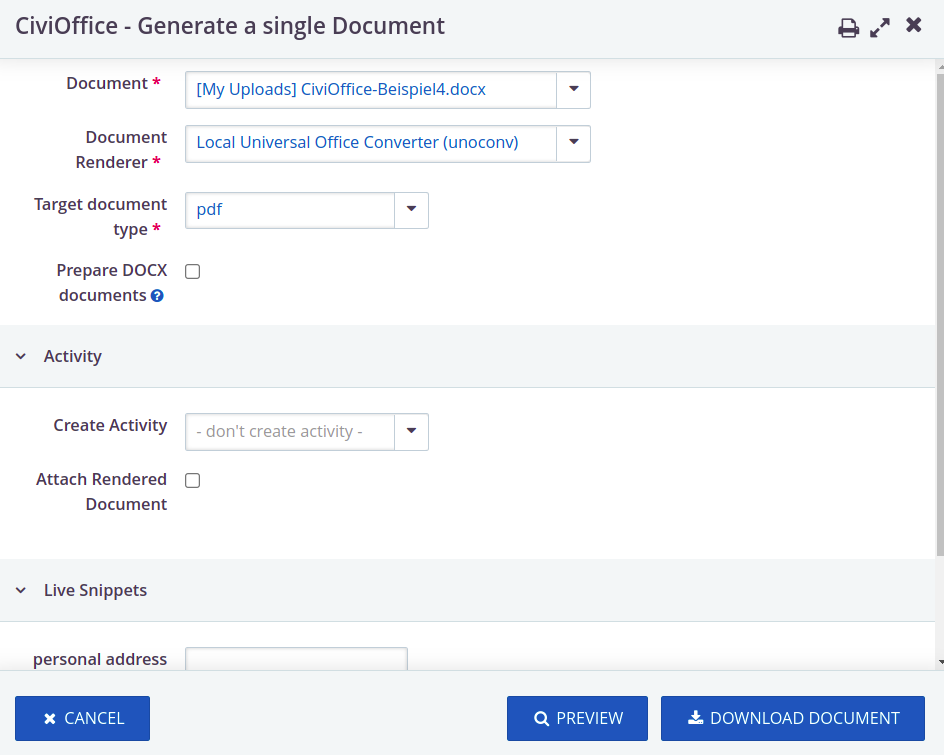 CiviOffice - Generate a single Document
Document *
[My Uploads] CiviOffice-Beispiel4.docx
Document
Renderer *
Local Universal Office Converter (unoconv)
Target document
type *
pdf
Prepare DOCX
documents ?
Activity
Create Activity
- don't create activity -
Attach Rendered
Document
Live Snippets
personal address
CANCEL
PREVIEW
DOWNLOAD DOCUMENT